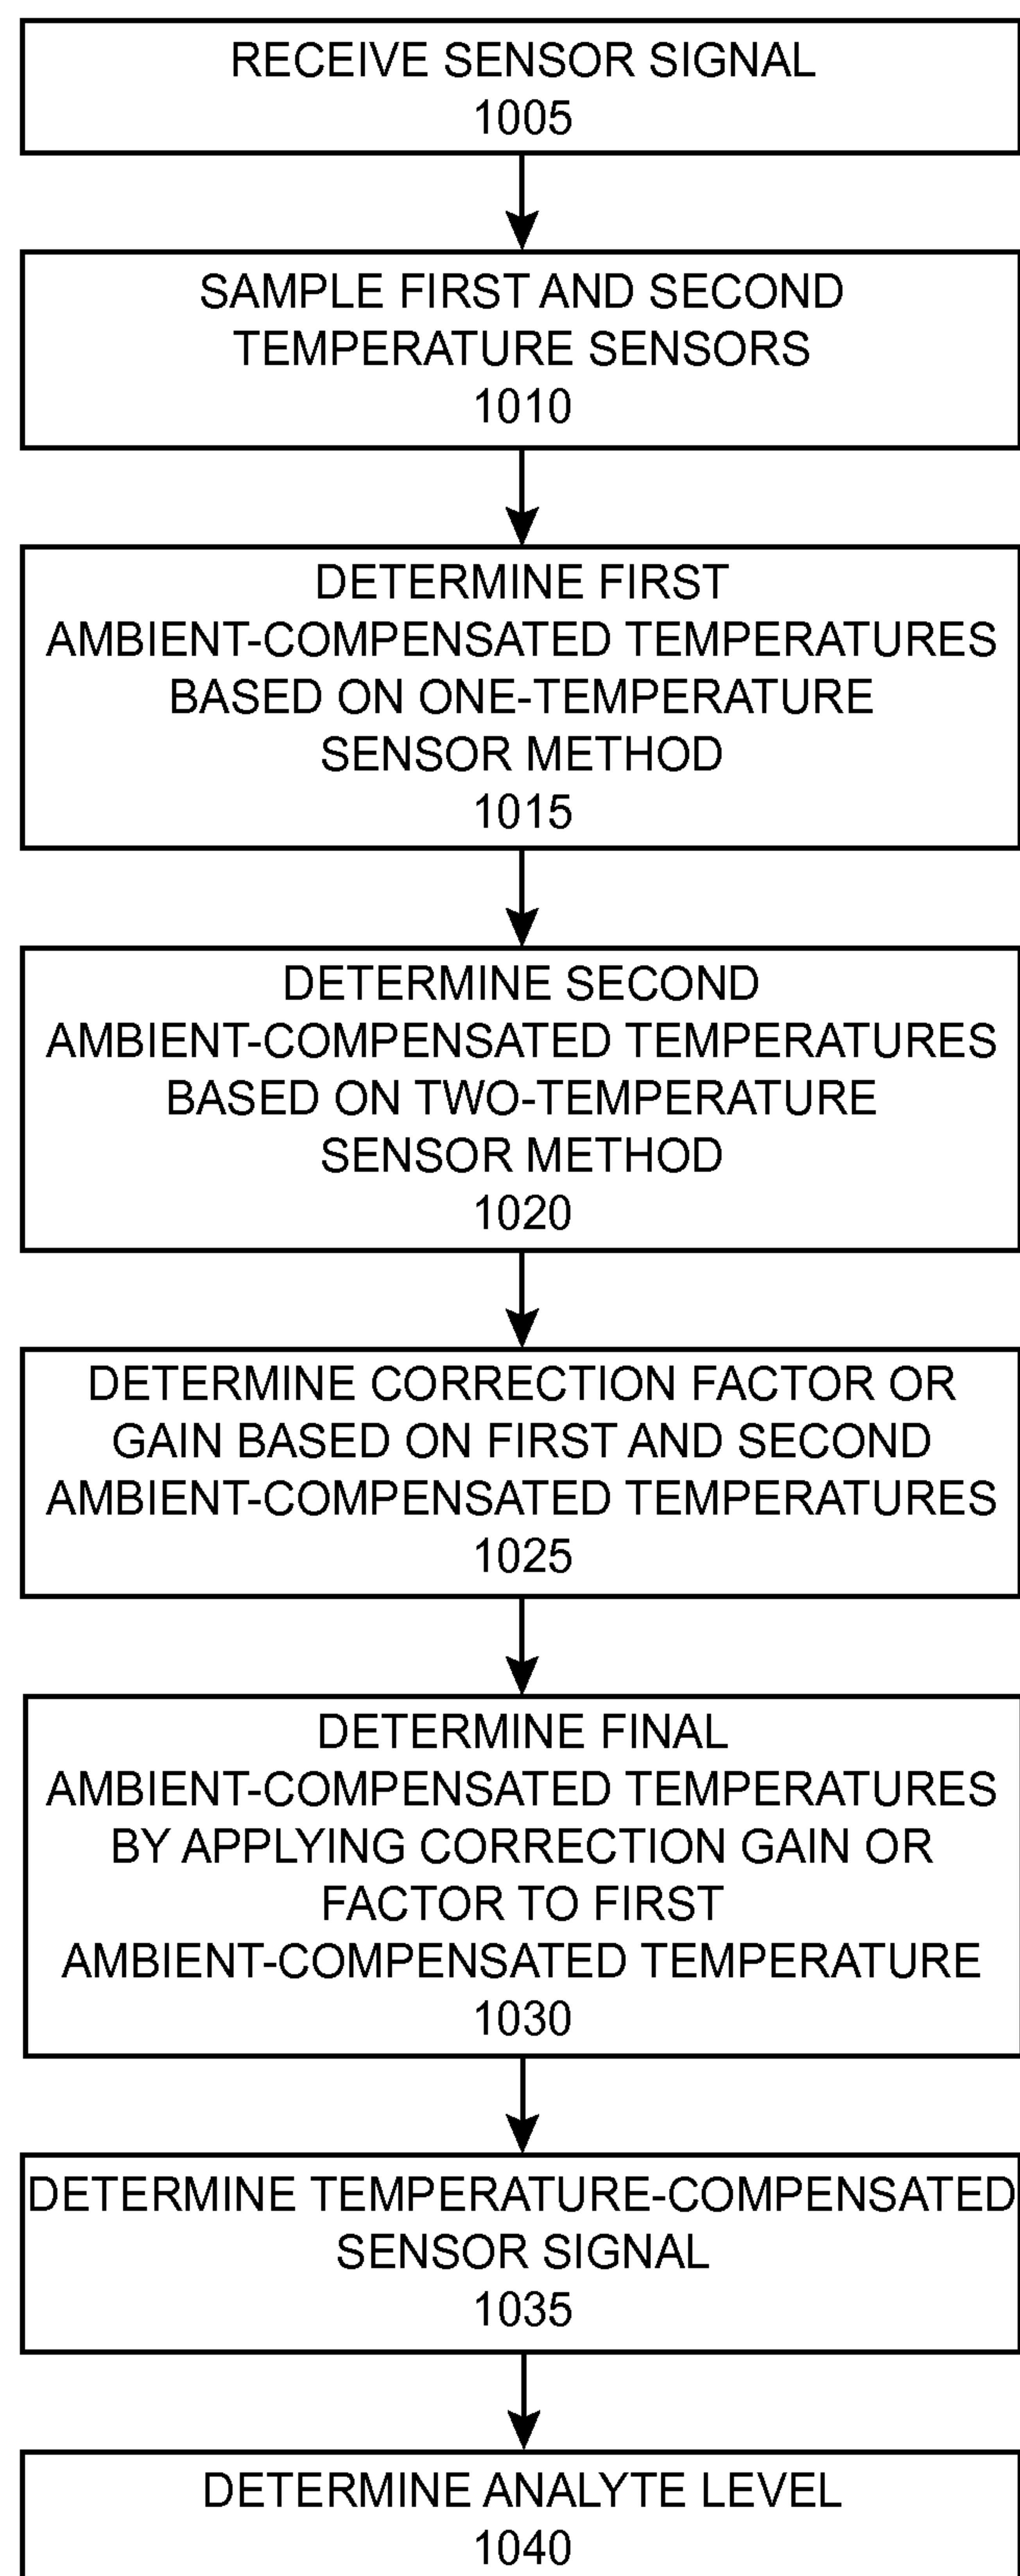 RECEIVE SENSOR SIGNAL
1005
SAMPLE FIRST AND SECOND
TEMPERATURE SENSORS
1010
DETERMINE FIRST
AMBIENT-COMPENSATED TEMPERATURES
BASED ON ONE-TEMPERATURE
SENSOR METHOD
1015
DETERMINE SECOND
AMBIENT-COMPENSATED TEMPERATURES
BASED ON TWO-TEMPERATURE
SENSOR METHOD
1020
DETERMINE CORRECTION FACTOR OR
GAIN BASED ON FIRST AND SECOND
AMBIENT-COMPENSATED TEMPERATURES
1025
DETERMINE FINAL
AMBIENT-COMPENSATED TEMPERATURES
BY APPLYING CORRECTION GAIN OR
FACTOR TO FIRST
AMBIENT-COMPENSATED TEMPERATURE
1030
DETERMINE TEMPERATURE-COMPENSATED
SENSOR SIGNAL
1035
DETERMINE ANALYTE LEVEL
1040